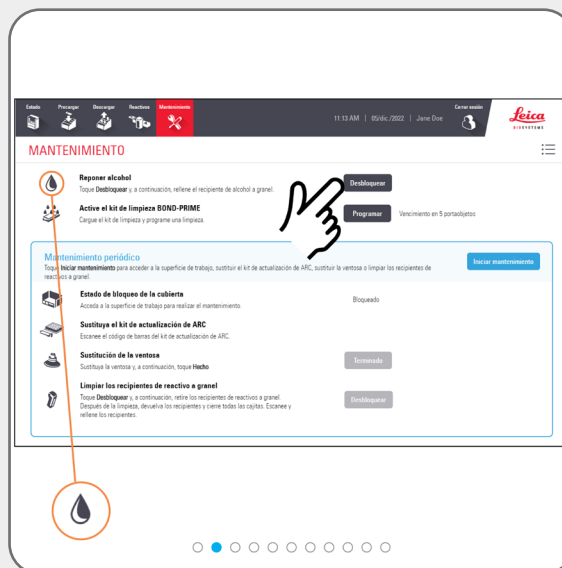 Estado Precargar Descargar Reactivos Mantenimiento
11:13 AM | 05/dic./2022 | Jane Doe
Cerrar sesión
Leica
BIOSYSTEMS
MANTENIMIENTO
Reponer alcohol
Toque Desbloquear y, a continuación, rellene el recipiente de alcohol a granel.
Desbloquear
Active el kit de limpieza BOND-PRIME
Cargue el kit de limpieza y programe una limpieza.
Programar
Vencimiento en 5 portaobjetos
Mantenimiento periódico
Toque Iniciar mantenimiento para acceder a la superficie de trabajo, sustituir el kit de actualización de ARC, sustituir la ventosa o limpiar los recipientes de
reactivos a granel.
Iniciar mantenimiento
Estado de bloqueo de la cubierta
Acceda a la superficie de trabajo para realizar el mantenimiento.
Bloqueado
Sustituya el kit de actualización de ARC
Escanee el código de barras del kit de actualización de ARC.
Sustitución de la ventosa
Sustituya la ventosa y, a continuación, toque Hecho
Terminado
Limpiar los recipientes de reactivo a granel
Toque Desbloquear y, a continuación, retire los recipientes de reactivos a granel.
Después de la limpieza, devuelva los recipientes y cierre todas las cajitas. Escanee y
rellene los recipientes.
Desbloquear